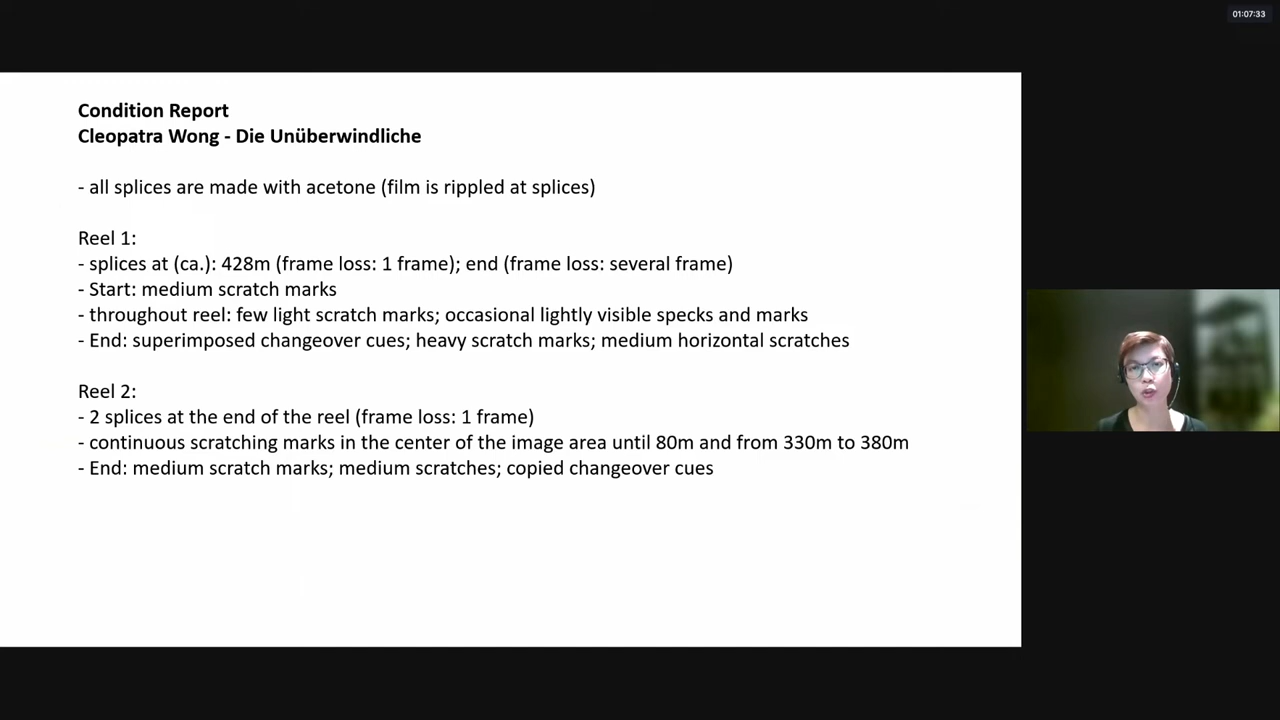 01:07:33
Condition Report
Cleopatra Wong - Die Unüberwindliche
- all splices are made with acetone (film is rippled at splices)
Reel 1:
- splices at (ca.): 428m (frame loss: 1 frame); end (frame loss: several frame)
- Start: medium scratch marks
- throughout reel: few light scratch marks; occasional lightly visible specks and marks
- End: superimposed changeover cues; heavy scratch marks; medium horizontal scratches
Reel 2:
- 2 splices at the end of the reel (frame loss: 1 frame)
- continuous scratching marks in the center of the image area until 80m and from 330m to 380m
- End: medium scratch marks; medium scratches; copied changeover cues